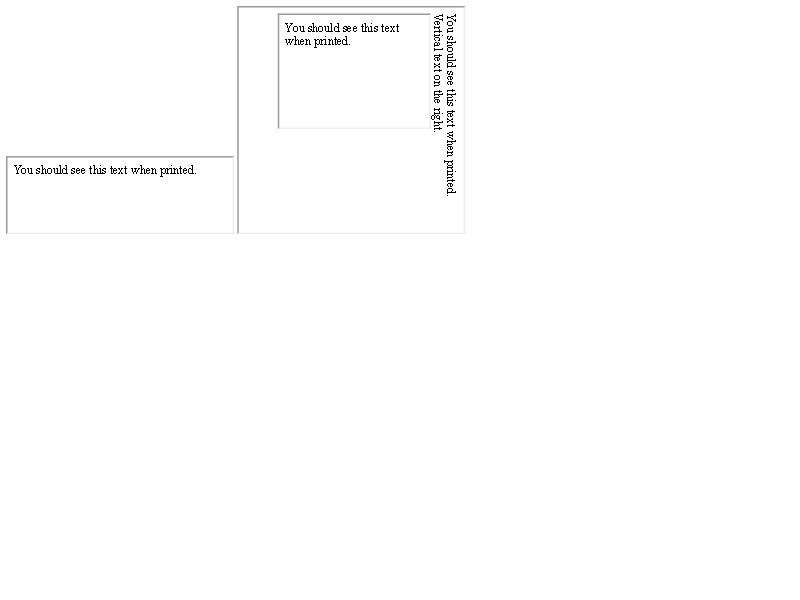 You should see this text when printed.
You should see this text when printed.
Vertical text on the right.
You should see this text
when printed.